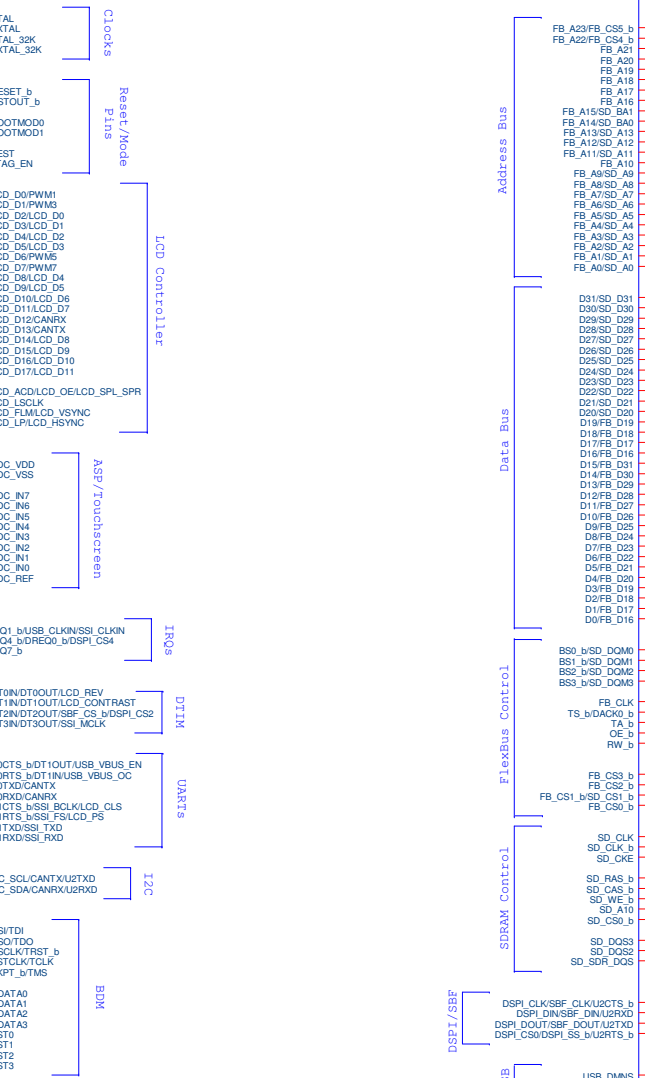 TAL
XTAL
TAL_32K
XTAL_32K
Clocks
ESET_b
STOUT_b
OOTMOD0
OOTMOD1
EST
TAG_EN
Reset/Mode
Pins
CD_D0/PWM1
CD_D1/PWM3
CD_D2/LCD_D0
CD_D3/LCD_D1
CD_D4/LCD_D2
CD_D5/LCD_D3
CD_D6/PWM5
CD_D7/PWM7
CD_D8/LCD_D4
CD_D9/LCD_D5
CD_D10/LCD_D6
CD_D11/LCD_D7
CD_D12/CANRX
CD_D13/CANTX
CD_D14/LCD_D8
CD_D15/LCD_D9
CD_D16/LCD_D10
CD_D17/LCD_D11
CD_ACD/LCD_OE/LCD_SPL_SPR
CD_LSCLK
CD_FLM/LCD_VSYNC
CD_LP/LCD_HSYNC
LCD Controller
DC_VDD
DC_VSS
DC_IN7
DC_IN6
DC_IN5
DC_IN4
DC_IN3
DC_IN2
DC_IN1
DC_IN0
DC_REF
ASP/Touchscreen
Q1_b/USB_CLKIN/SSI_CLKIN
Q4_b/DREQ0_b/DSPI_CS4
Q7_b
IRQs
T0IN/DT0OUT/LCD_REV
T1IN/DT1OUT/LCD_CONTRAST
T2IN/DT2OUT/SBF_CS_b/DSPI_CS2
T3IN/DT3OUT/SSI_MCLK
DTIM
0CTS_b/DT1OUT/USB_VBUS_EN
0RTS_b/DT1IN/USB_VBUS_OC
0TXD/CANTX
0RXD/CANRX
1CTS_b/SSI_BCLK/LCD_CLS
1RTS_b/SSI_FS/LCD_PS
1TXD/SSI_TXD
1RXD/SSI_RXD
UARTs
C_SCL/CANTX/U2TXD
C_SDA/CANRX/U2RXD
I2C
SI/TDI
SO/TDO
SCLK/TRST_b
STCLK/TCLK
KPT_b/TMS
DATA0
DATA1
DATA2
DATA3
ST0
ST1
ST2
ST3
BDM
Address Bus
FB_A23/FB_CS5_b
FB_A22/FB_CS4_b
FB_A21
FB_A20
FB_A19
FB_A18
FB_A17
FB_A16
FB_A15/SD_BA1
FB_A14/SD_BA0
FB_A13/SD_A13
FB_A12/SD_A12
FB_A11/SD_A11
FB_A10
FB_A9/SD_A9
FB_A8/SD_A8
FB_A7/SD_A7
FB_A6/SD_A6
FB_A5/SD_A5
FB_A4/SD_A4
FB_A3/SD_A3
FB_A2/SD_A2
FB_A1/SD_A1
FB_A0/SD_A0
Data Bus
D31/SD_D31
D30/SD_D30
D29/SD_D29
D28/SD_D28
D27/SD_D27
D26/SD_D26
D25/SD_D25
D24/SD_D24
D23/SD_D23
D22/SD_D22
D21/SD_D21
D20/SD_D20
D19/FB_D19
D18/FB_D18
D17/FB_D17
D16/FB_D16
D15/FB_D31
D14/FB_D30
D13/FB_D29
D12/FB_D28
D11/FB_D27
D10/FB_D26
D9/FB_D25
D8/FB_D24
D7/FB_D23
D6/FB_D22
D5/FB_D21
D4/FB_D20
D3/FB_D19
D2/FB_D18
D1/FB_D17
D0/FB_D16
FlexBus Control
BS0_b/SD_DQM0
BS1_b/SD_DQM1
BS2_b/SD_DQM2
BS3_b/SD_DQM3
FB_CLK
TS_b/DACK0_b
TA_b
OE_b
RW_b
FB_CS3_b
FB_CS2_b
FB_CS1_b/SD_CS1_b
FB_CS0_b
SDRAM Control
SD_CLK
SD_CLK_b
SD_CKE
SD_RAS_b
SD_CAS_b
SD_WE_b
SD_A10
SD_CS0_b
SD_DQS3
SD_DQS2
SD_SDR_DQS
DSPI/SBF
DSPI_CLK/SBF_CLK/U2CTS_b
DSPI_DIN/SBF_DIN/U2RXD
DSPI_DOUT/SBF_DOUT/U2TXD
DSPI_CS0/DSPI_SS_b/U2RTS_b
SB
USB_DMNS